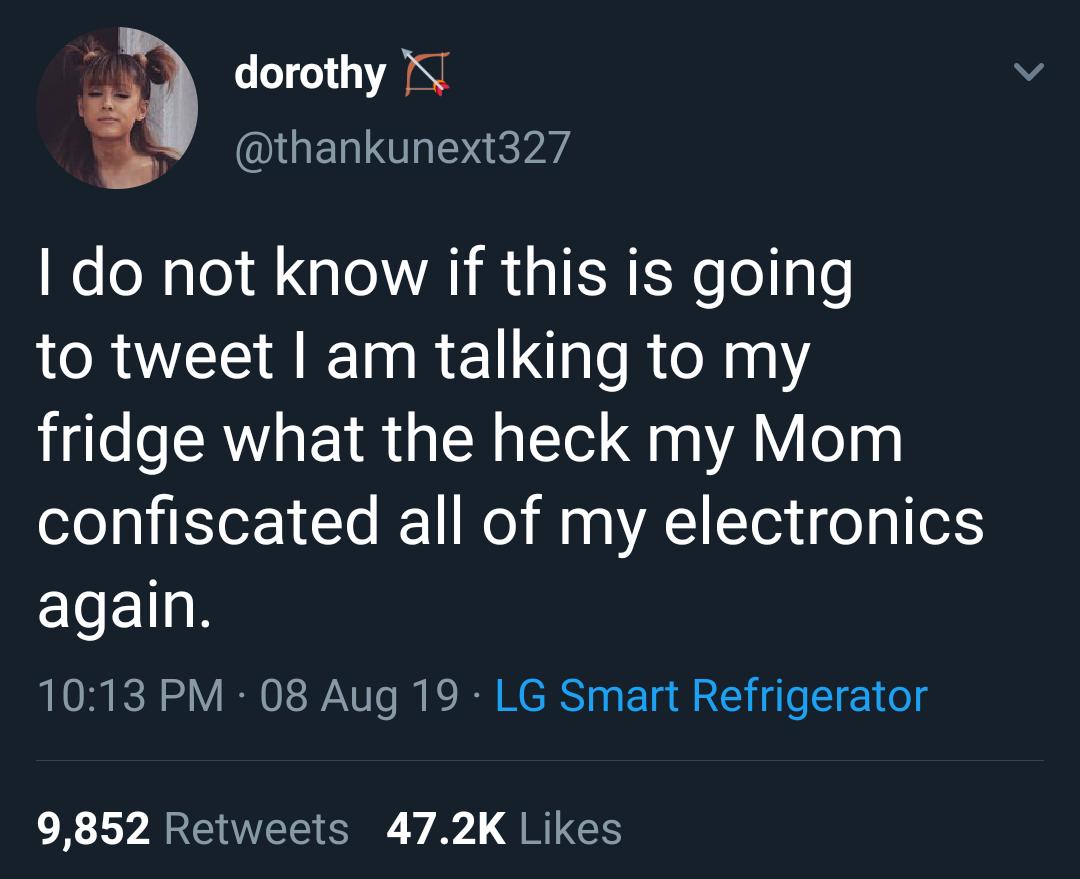 dorothy 🏹
@thankunext327
I do not know if this is going
to tweet I am talking to my
fridge what the heck my Mom
confiscated all of my electronics
again.
10:13 PM · 08 Aug 19 · LG Smart Refrigerator
9,852 Retweets 47.2K Likes